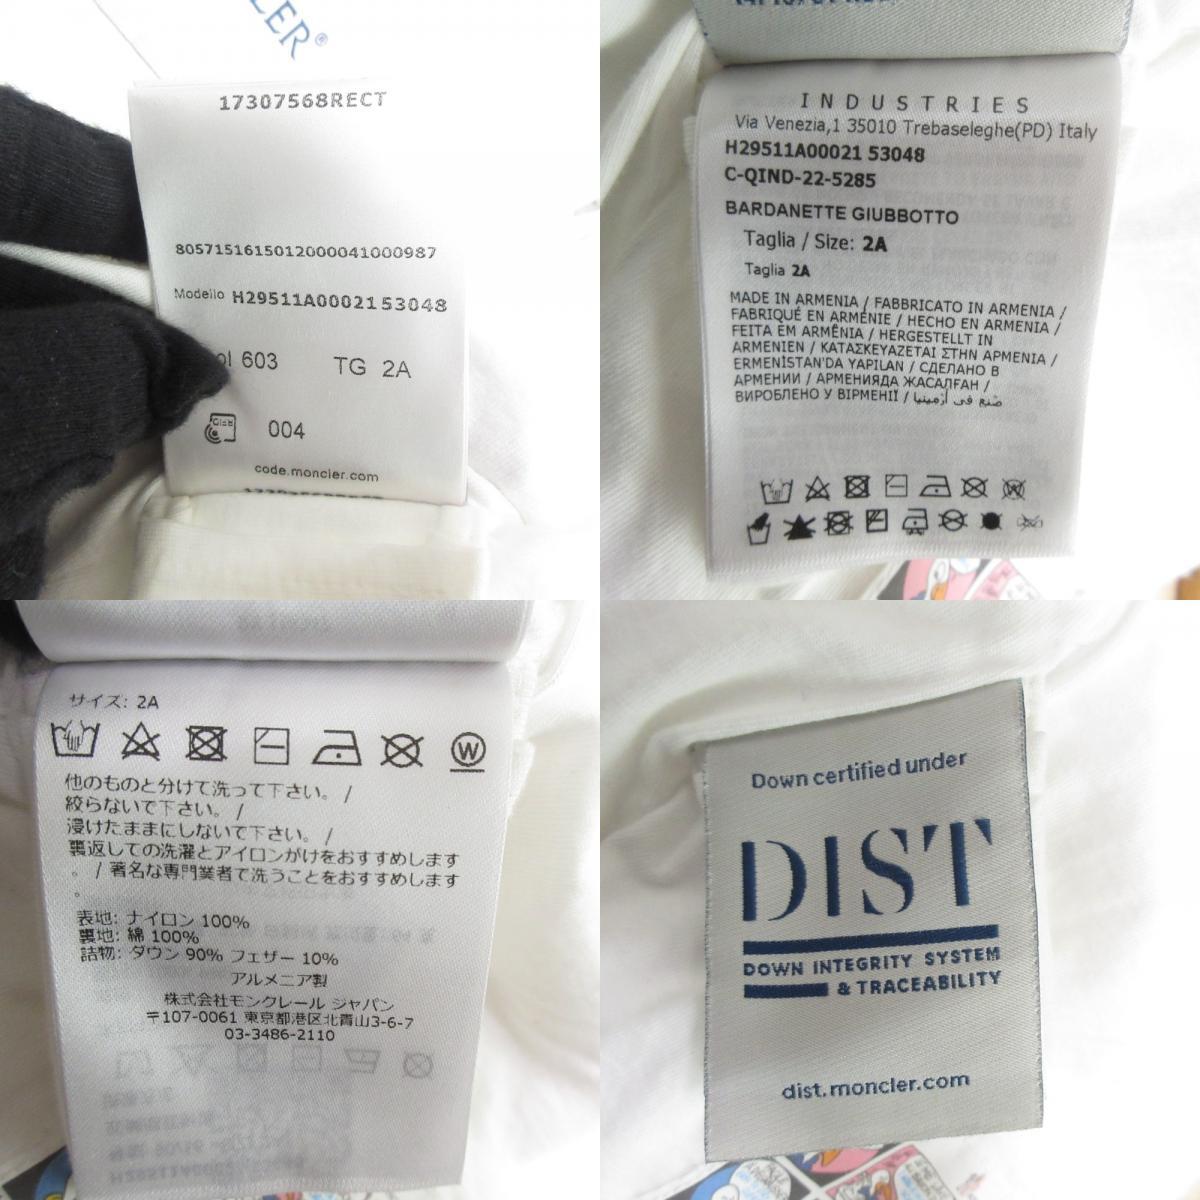 17307568RECT
8057151615012000041000987
Modello H29511A0002153048
603 TG 2A
004
code.moncler.com
INDUSTRIES
Via Venezia,1 35010 Trebaseleghe(PD) Italy
H29511A00021 53048
C-QIND-22-5285
BARDANETTE GIUBBOTTO
Taglia / Size: 2A
Taglia 2A
MADE IN ARMENIA / FABBRICATO IN ARMENIA /
FABRIQUÉ EN ARMÉNIE / HECHO EN ARMENIA /
FEITA EM ARMÊNIA / HERGESTELLT IN
ARMENIEN / ΚΑΤΑΣΚΕΥΑΖΕΤΑΙ ΣΤΗΝ ΑΡΜΕΝΙΑ /
ERMENİSTAN'DA YAPILAN / СДЕЛАНО В
АРМЕНИИ / АРМЕНИЯДА ЖАСАЛҒАН /
ВИРОБЛЕНО У ВІРМЕНІЇ / صنع في أرمينيا
サイズ: 2A
W
他のものと分けて洗って下さい。 /
絞らないで下さい。 /
浸けたままにしないで下さい。 /
裏返しての洗濯とアイロンがけをおすすめします
。 / 著名な専門業者で洗うことをおすすめします
。
表地: ナイロン 100%
裏地: 綿 100%
詰物: ダウン 90% フェザー 10%
アルメニア製
株式会社モンクレール ジャパン
〒107-0061 東京都港区北青山3-6-7
03-3486-2110
Down certified under
DIST
DOWN INTEGRITY SYSTEM
& TRACEABILITY
dist.moncler.com